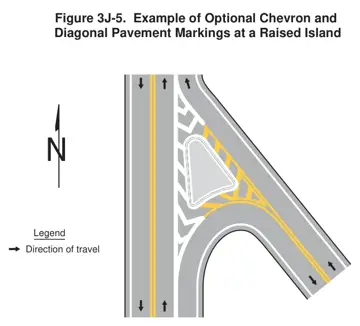 Figure 3J-5. Example of Optional Chevron and
Diagonal Pavement Markings at a Raised Island
N
Legend
Direction of travel